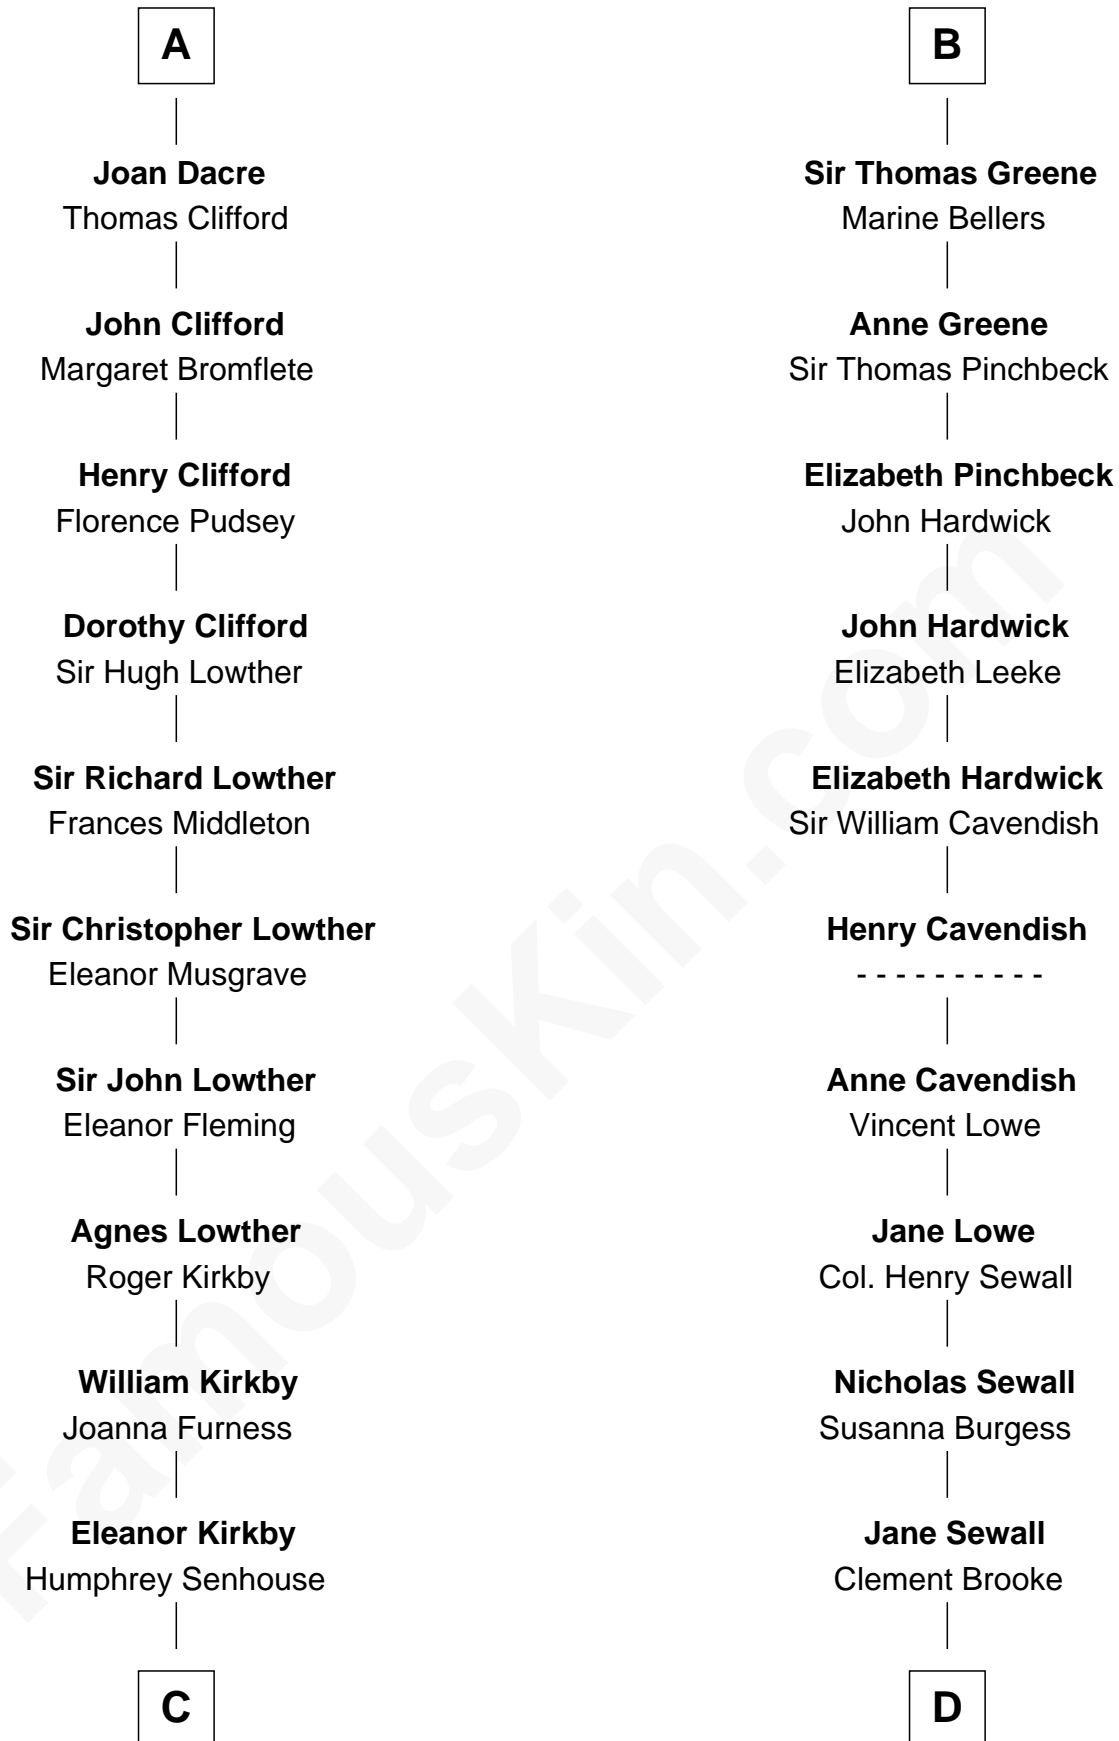 A
Joan Dacre
Thomas Clifford
John Clifford
Margaret Bromflete
Henry Clifford
Florence Pudsey
Dorothy Clifford
Sir Hugh Lowther
Sir Richard Lowther
Frances Middleton
Sir Christopher Lowther
Eleanor Musgrave
Sir John Lowther
Eleanor Fleming
Agnes Lowther
Roger Kirkby
William Kirkby
Joanna Furness
Eleanor Kirkby
Humphrey Senhouse
C
B
Sir Thomas Greene
Marine Bellers
Anne Greene
Sir Thomas Pinchbeck
Elizabeth Pinchbeck
John Hardwick
John Hardwick
Elizabeth Leeke
Elizabeth Hardwick
Sir William Cavendish
Henry Cavendish
- - - - - - - - - -
Anne Cavendish
Vincent Lowe
Jane Lowe
Col. Henry Sewall
Nicholas Sewall
Susanna Burgess
Jane Sewall
Clement Brooke
D
FamousKin.com